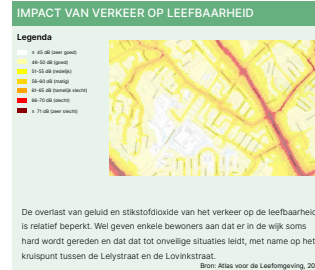 IMPACT VAN VERKEER OP LEEFBAARHEID
Legenda
≤ 45 dB (zeer goed)
46-50 dB (goed)
51-55 dB (redelijk)
56-60 dB (matig)
61-65 dB (tamelijk slecht)
66-70 dB (slecht)
≥ 71 dB (zeer slecht)
De overlast van geluid en stikstofdioxide van het verkeer op de leefbaarheid
is relatief beperkt. Wel geven enkele bewoners aan dat er in de wijk soms
hard wordt gereden en dat dat tot onveilige situaties leidt, met name op het
kruispunt tussen de Lelystraat en de Lovinkstraat.
Bron: Atlas voor de Leefomgeving, 20